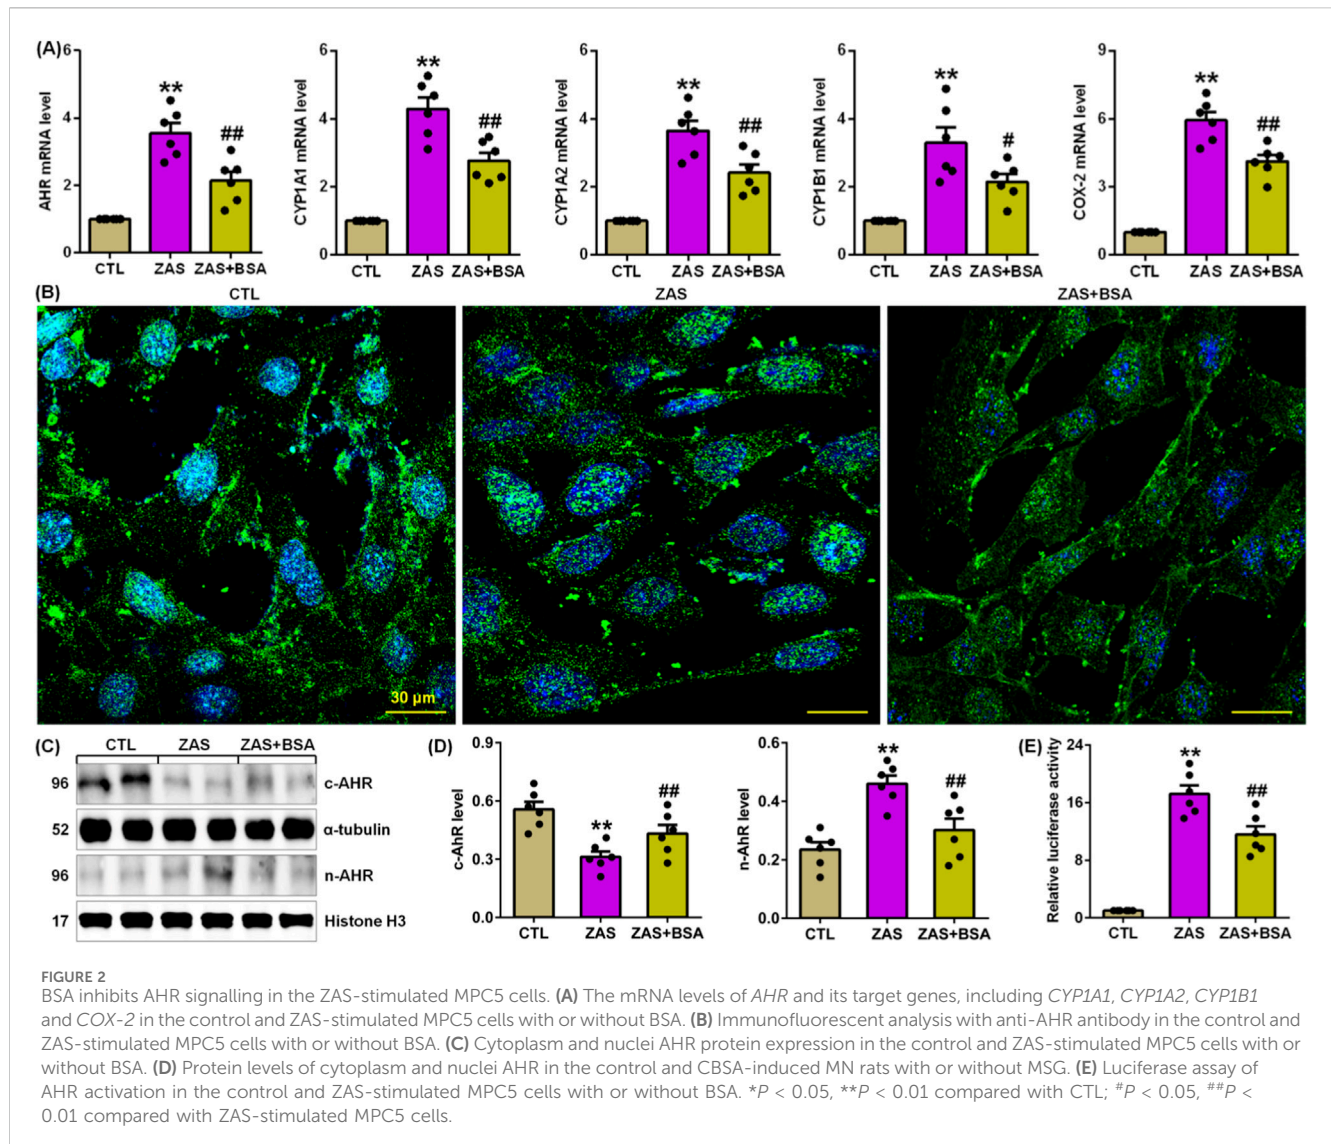 (A)
AHR mRNA level
6
4
2
0
CTL
ZAS
ZAS+BSA
**
##
CYP1A1 mRNA level
6
4
2
0
CTL
ZAS
ZAS+BSA
**
##
CYP1A2 mRNA level
6
4
2
0
CTL
ZAS
ZAS+BSA
**
##
CYP1B1 mRNA level
6
4
2
0
CTL
ZAS
ZAS+BSA
**
#
COX-2 mRNA level
9
6
3
0
CTL
ZAS
ZAS+BSA
**
##
(B)
CTL
ZAS
ZAS+BSA
30 µm
(C)
CTL ZAS ZAS+BSA
96 c-AHR
52 α-tubulin
96 n-AHR
17 Histone H3
(D)
c-AhR level
0.9
0.6
0.3
0.0
CTL
ZAS
ZAS+BSA
**
##
n-AhR level
0.6
0.4
0.2
0.0
CTL
ZAS
ZAS+BSA
**
##
(E)
Relative luciferase activity
24
16
8
0
CTL
ZAS
ZAS+BSA
**
##
FIGURE 2
BSA inhibits AHR signalling in the ZAS-stimulated MPC5 cells. (A) The mRNA levels of AHR and its target genes, including CYP1A1, CYP1A2, CYP1B1
and COX-2 in the control and ZAS-stimulated MPC5 cells with or without BSA. (B) Immunofluorescent analysis with anti-AHR antibody in the control and
ZAS-stimulated MPC5 cells with or without BSA. (C) Cytoplasm and nuclei AHR protein expression in the control and ZAS-stimulated MPC5 cells with or
without BSA. (D) Protein levels of cytoplasm and nuclei AHR in the control and CBSA-induced MN rats with or without MSG. (E) Luciferase assay of
AHR activation in the control and ZAS-stimulated MPC5 cells with or without BSA. *P < 0.05, **P < 0.01 compared with CTL; #P < 0.05, ##P <
0.01 compared with ZAS-stimulated MPC5 cells.